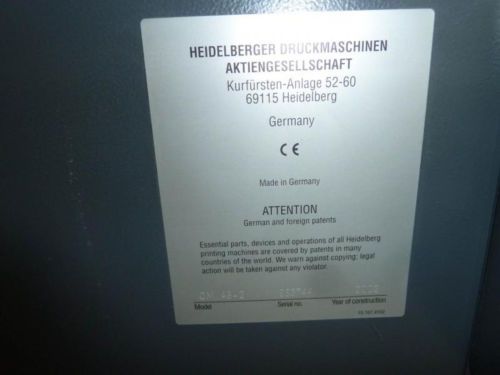 HEIDELBERGER DRUCKMASCHINEN
AKTIENGESELLSCHAFT
Kurfürsten-Anlage 52-60
69115 Heidelberg
Germany
CE
Made in Germany
ATTENTION
German and foreign patents
Essential parts, devices and operations of all Heidelberg
printing machines are covered by patents in many
countries of the world. We warn against copying; legal
action will be taken against any violator.
Model Serial no. Year of construction